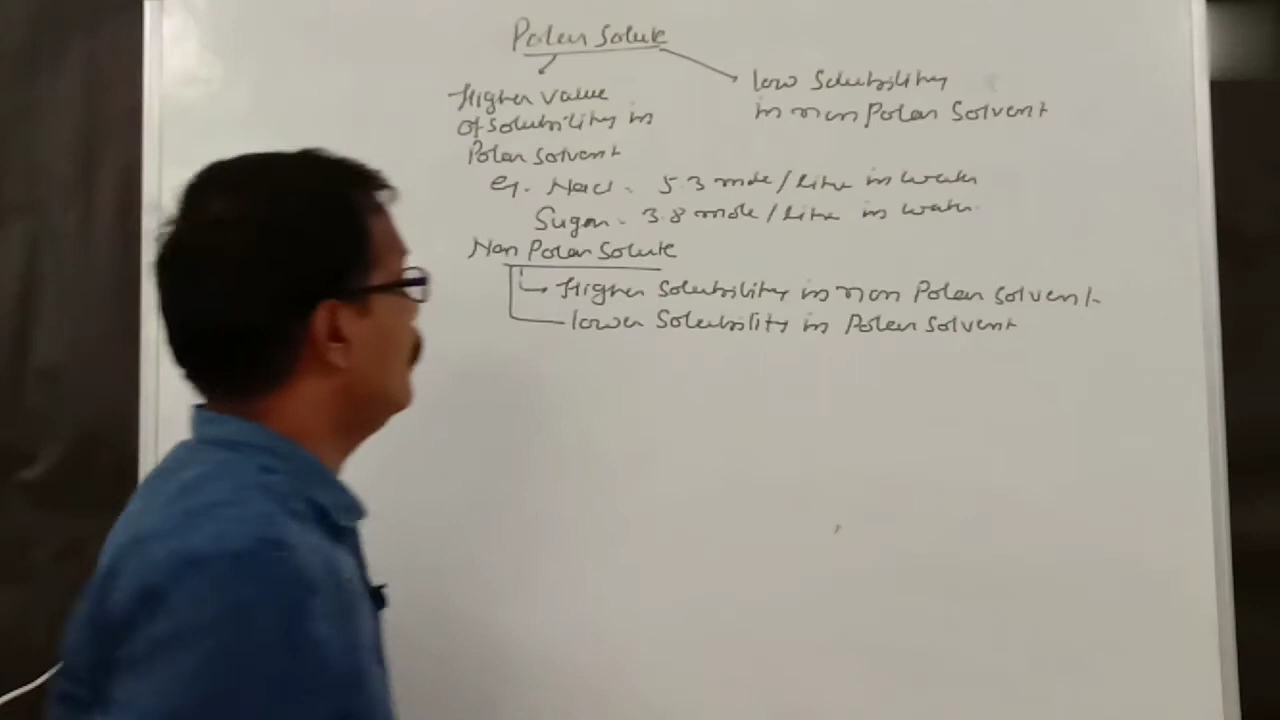 Polar Solute
Higher value
of solubility in
Polar solvent
low solubility
in non Polar Solvent
eg. Nacl - 5.3 mole/litre in water
Sugar - 3.8 mole/litre in water
Non Polar Solute
Higher solubility in non Polar solvent
lower solubility in Polar solvent